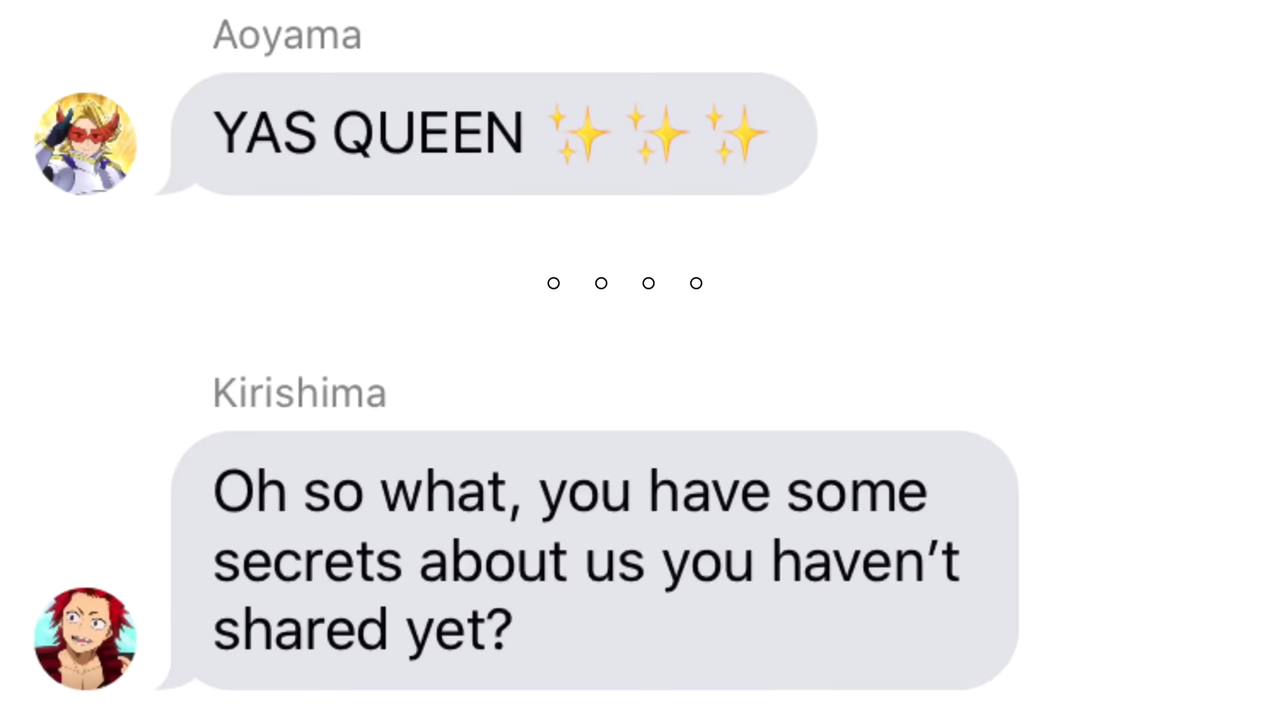 Aoyama
YAS QUEEN ✨✨✨
Kirishima
Oh so what, you have some
secrets about us you haven’t
shared yet?